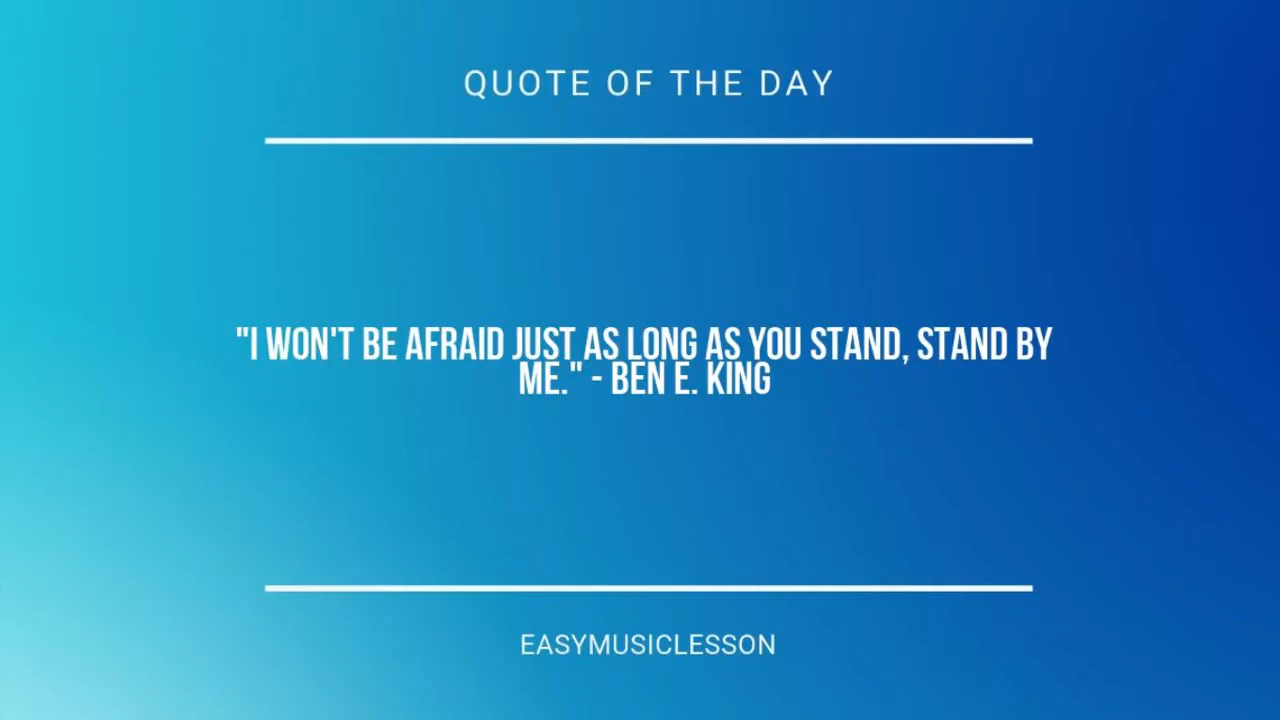 QUOTE OF THE DAY
"I WON'T BE AFRAID JUST AS LONG AS YOU STAND, STAND BY
ME." - BEN E. KING
EASYMUSICLESSON